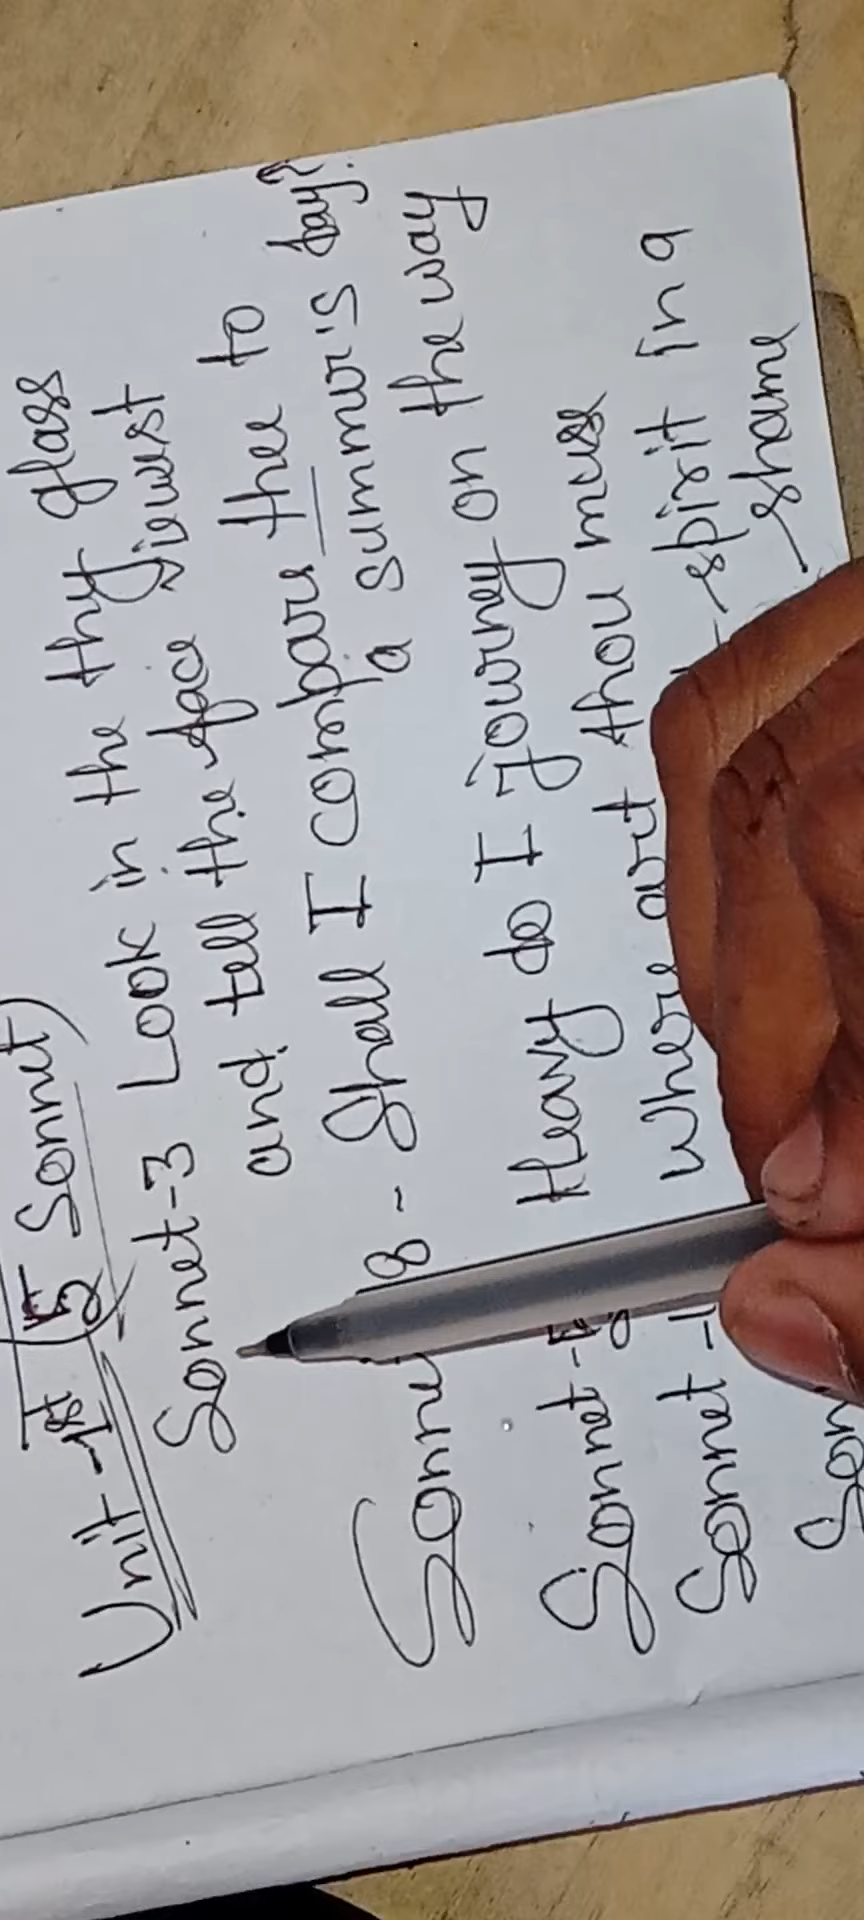 Unit-Ist (5 Sonnet)
Sonnet-3 Look in the thy glass
and tell the face viewest
8 - Shall I compare thee to
a summer's day?
Sonnet- Heavy do I journey on the way
Sonnet- Where art thou muse
spirit in a
shame